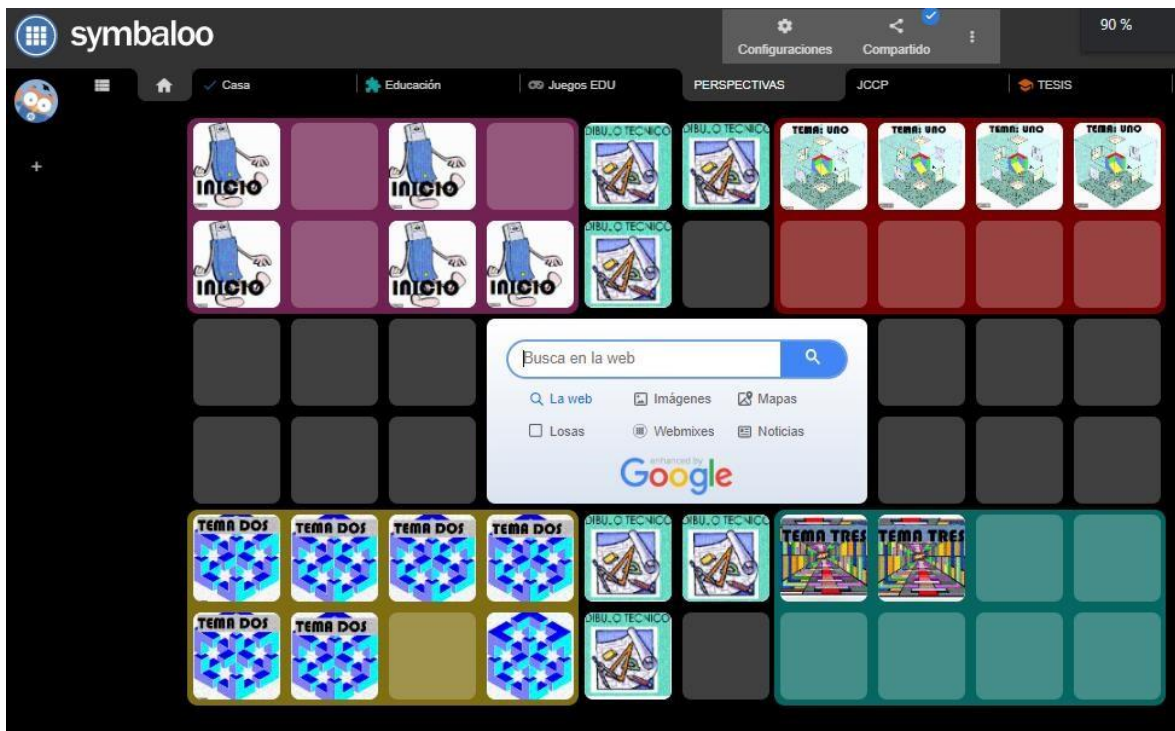 symbaloo
Configuraciones
Compartido
90 %
Casa
Educación
Juegos EDU
PERSPECTIVAS
JCCP
TESIS
INICIO
INICIO
DIBUJO TECNICO
DIBUJO TECNICO
TEMA: UNO
TEMA: UNO
TEMA: UNO
TEMA: UNO
INICIO
INICIO
INICIO
DIBUJO TECNICO
Busca en la web
La web
Imágenes
Mapas
Losas
Webmixes
Noticias
enhanced by
Google
TEMA DOS
TEMA DOS
TEMA DOS
TEMA DOS
DIBUJO TECNICO
DIBUJO TECNICO
TEMA TRES
TEMA TRES
TEMA DOS
TEMA DOS
DIBUJO TECNICO